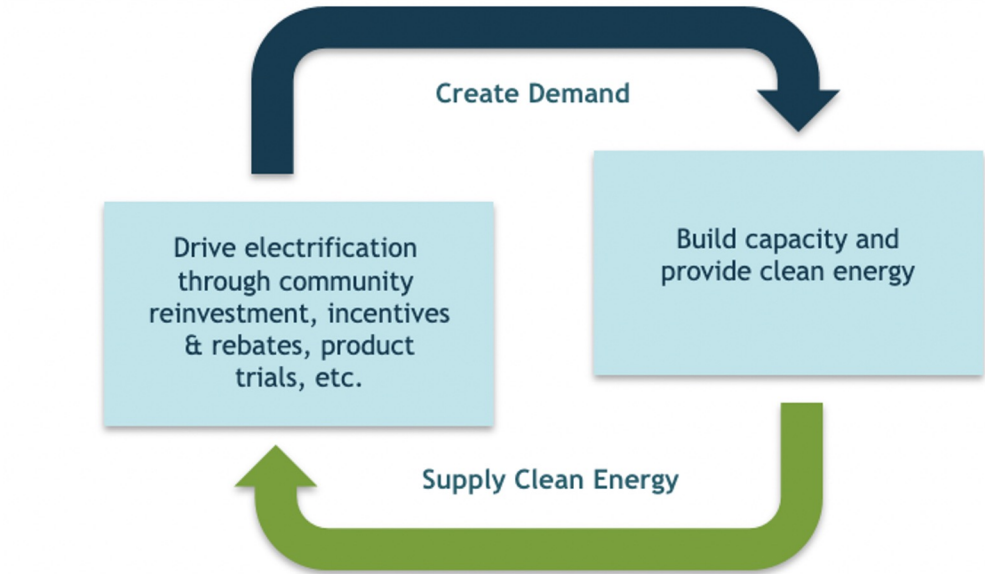 Create Demand
Drive electrification
through community
reinvestment, incentives
& rebates, product
trials, etc.
Build capacity and
provide clean energy
Supply Clean Energy